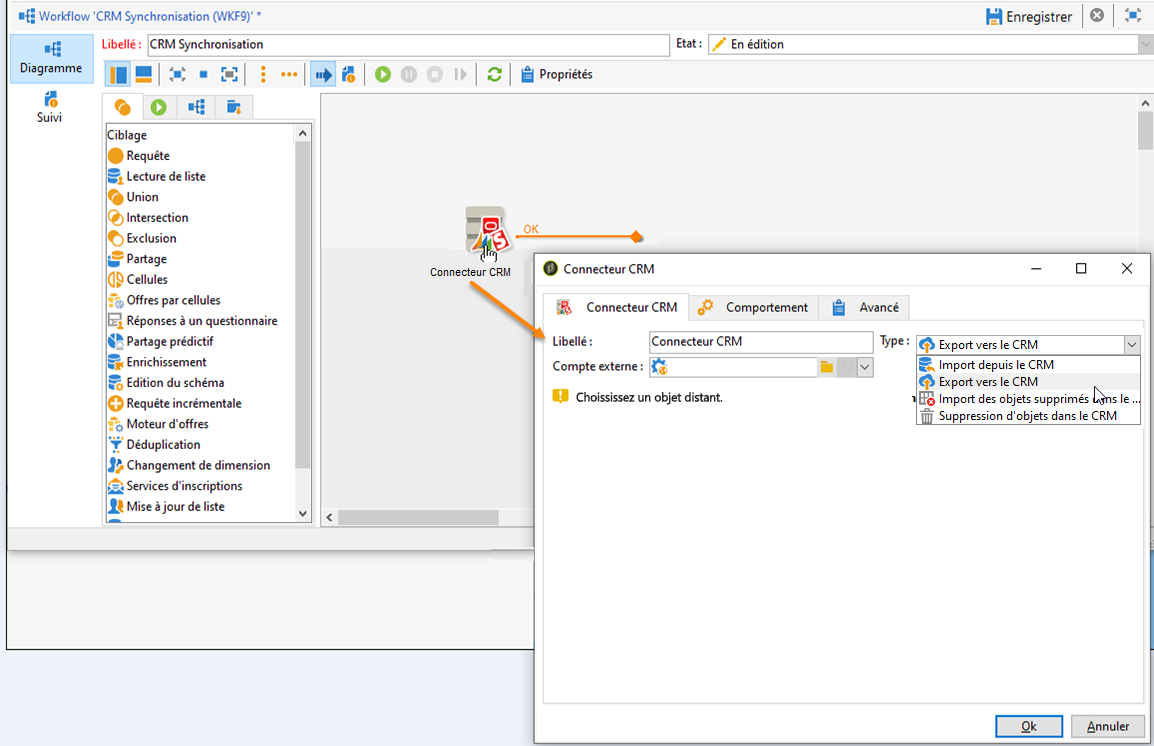 Workflow 'CRM Synchronisation (WKF9)' *
Enregistrer
Diagramme
Suivi
Libellé : CRM Synchronisation
Etat : En édition
Propriétés
Ciblage
Requête
Lecture de liste
Union
Intersection
Exclusion
Partage
Cellules
Offres par cellules
Réponses à un questionnaire
Partage prédictif
Enrichissement
Edition du schéma
Requête incrémentale
Moteur d'offres
Déduplication
Changement de dimension
Services d'inscriptions
Mise à jour de liste
OK
Connecteur CRM
Connecteur CRM
Connecteur CRM Comportement Avancé
Libellé : Connecteur CRM Type : Export vers le CRM
Compte externe :
Choississez un objet distant.
Import depuis le CRM
Export vers le CRM
Import des objets supprimés dans le ...
Suppression d'objets dans le CRM
Ok Annuler